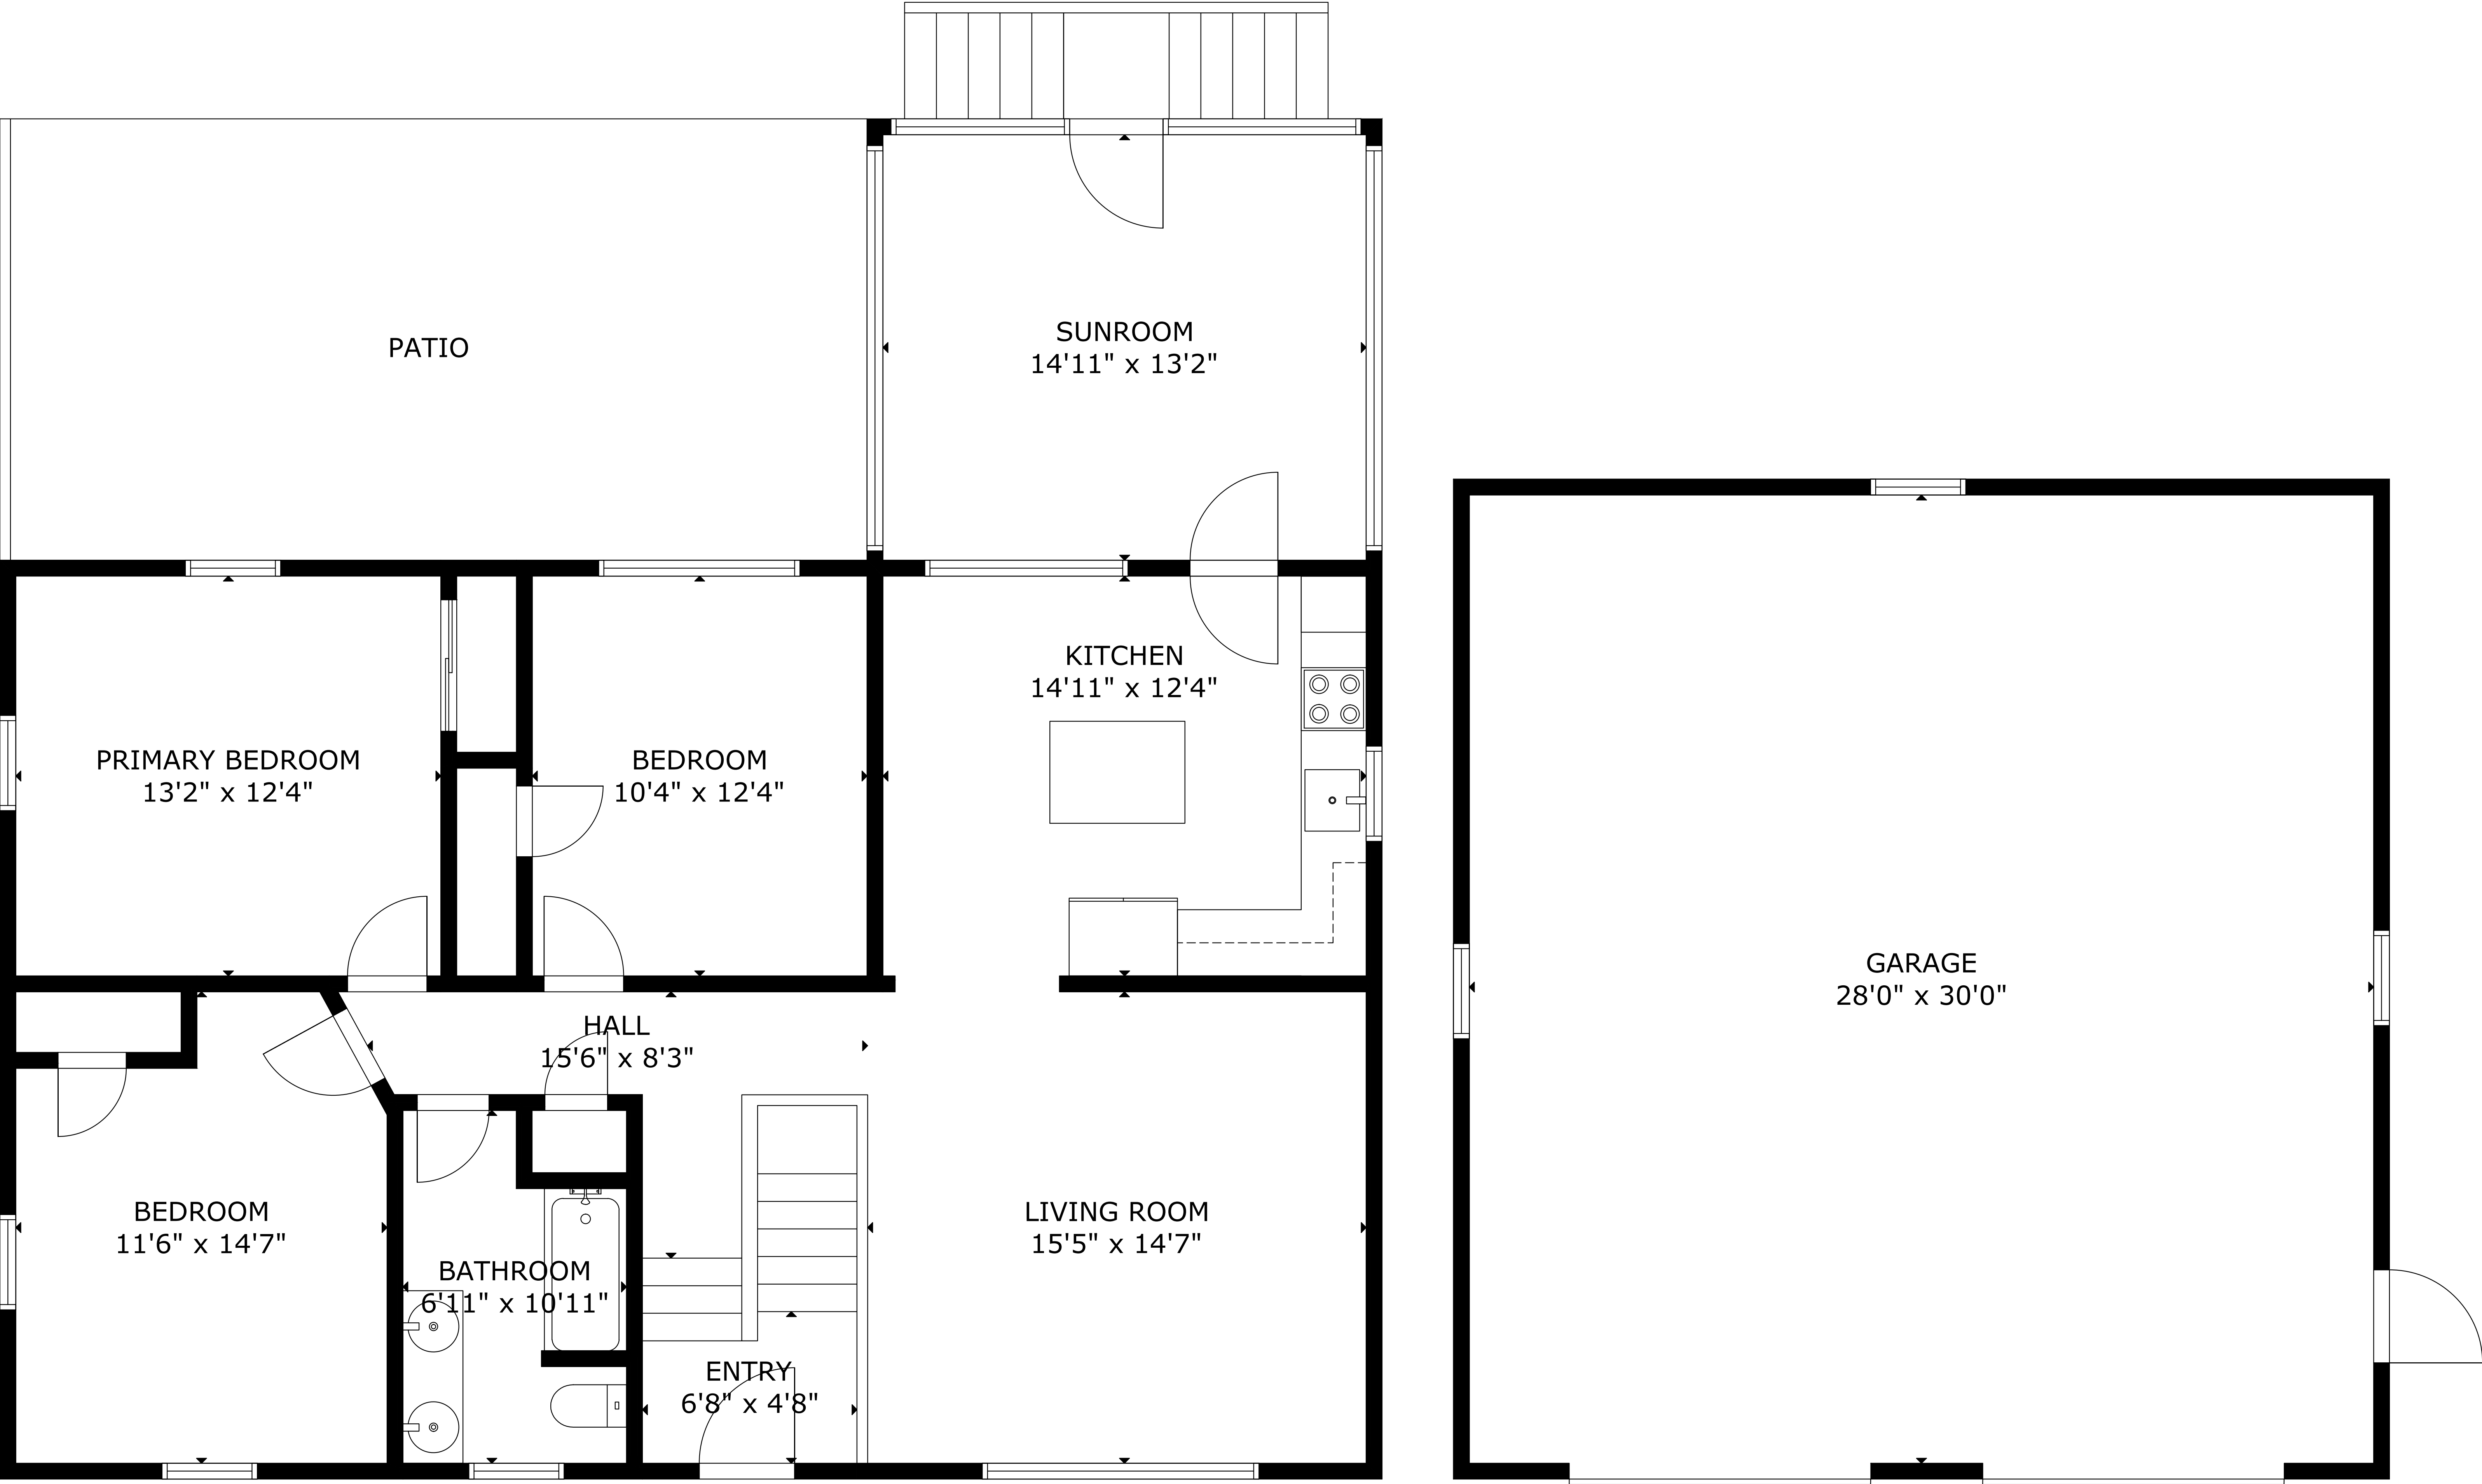 PATIO
SUNROOM
14'11" x 13'2"
KITCHEN
14'11" x 12'4"
PRIMARY BEDROOM
13'2" x 12'4"
BEDROOM
10'4" x 12'4"
GARAGE
28'0" x 30'0"
HALL
15'6" x 8'3"
BEDROOM
11'6" x 14'7"
LIVING ROOM
15'5" x 14'7"
BATHROOM
6'11" x 10'11"
ENTRY
6'8" x 4'8"